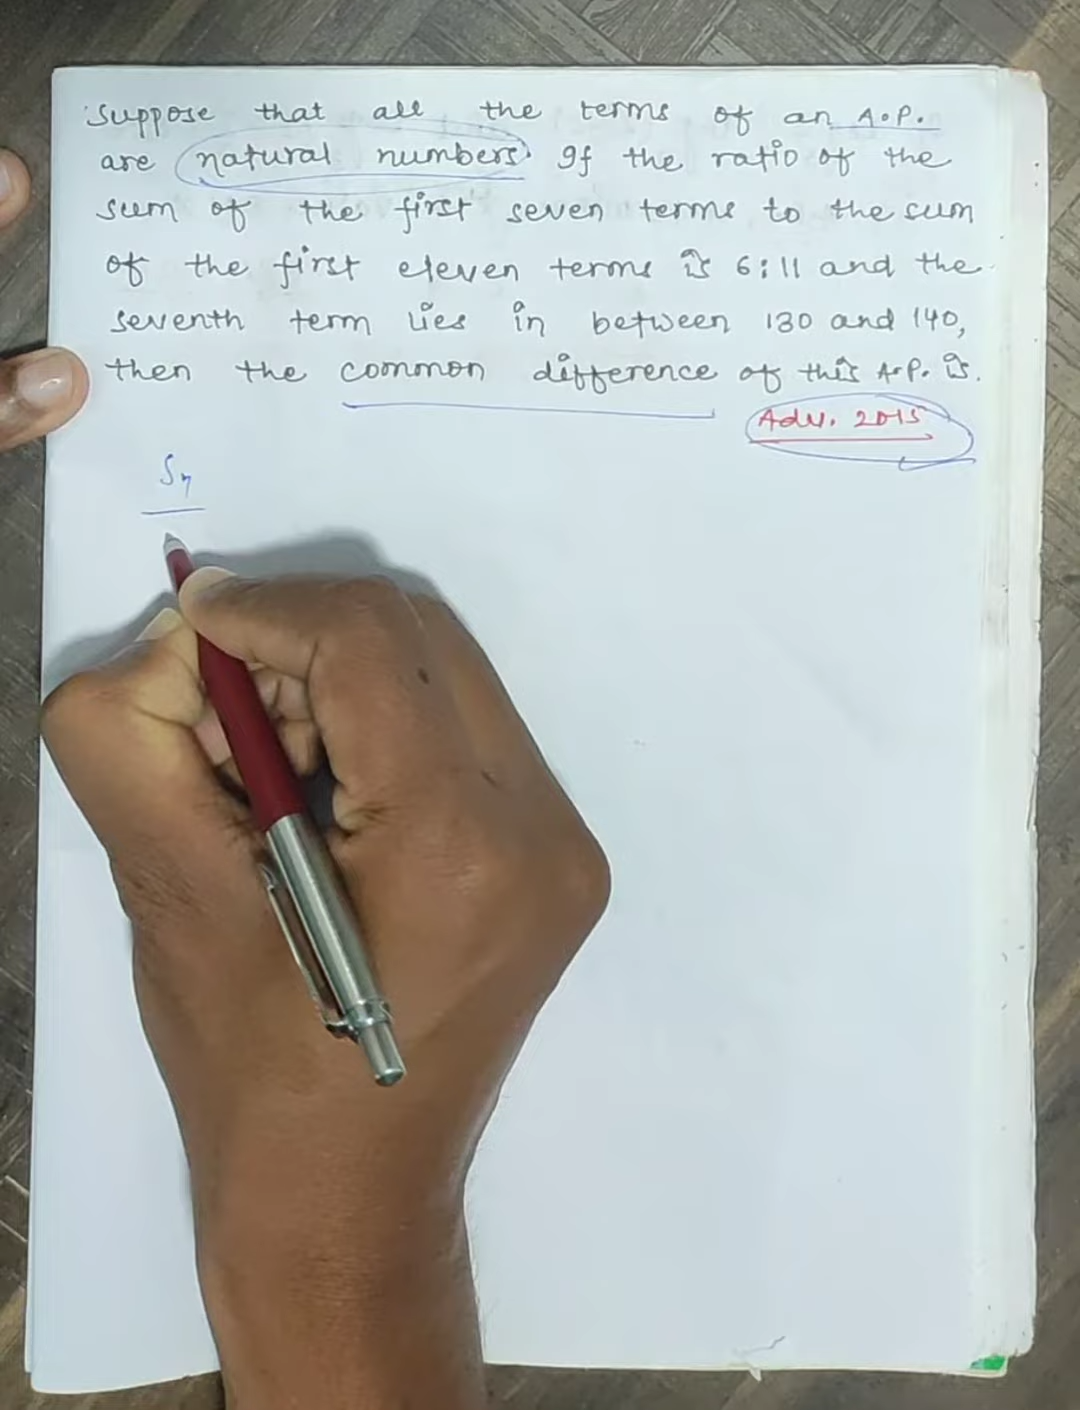 Suppose that all the terms of an A.P.
are natural numbers. If the ratio of the
sum of the first seven terms to the sum
of the first eleven terms is 6:11 and the
seventh term lies in between 130 and 140,
then the common difference of this A.P. is.
Adv. 2015
S7